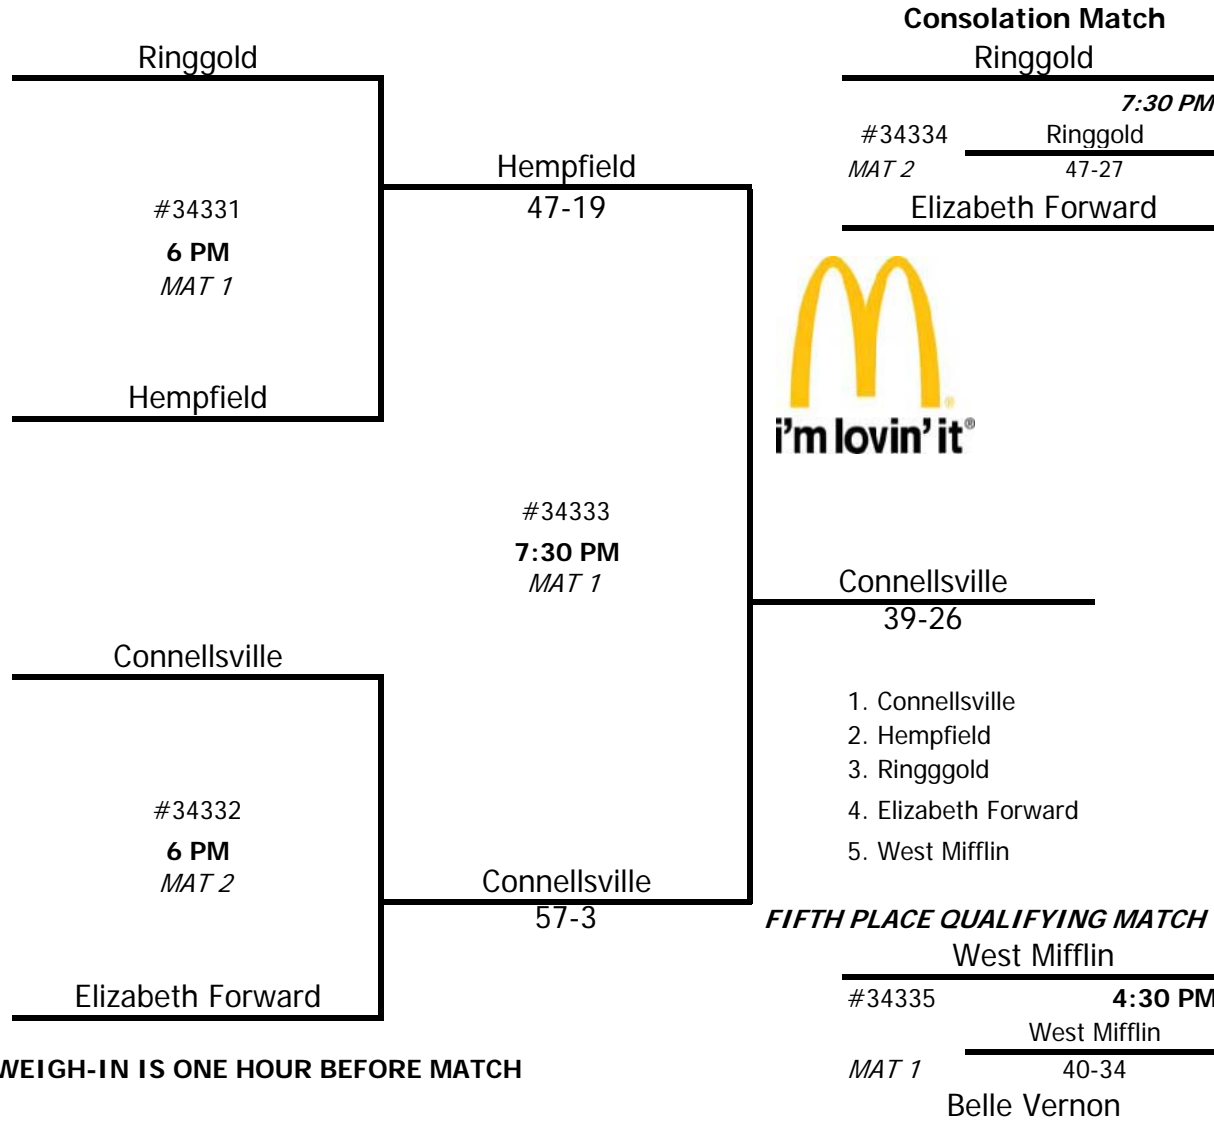 Consolation Match
Ringgold
Ringgold
7:30 PM
#34334
Ringgold
Hempfield
MAT 2
47-27
47-19
Elizabeth Forward
#34331
6 PM
MAT 1
Hempfield
i'm lovin' it®
#34333
7:30 PM
MAT 1
Connellsville
39-26
Connellsville
1. Connellsville
2. Hempfield
3. Ringggold
#34332
4. Elizabeth Forward
6 PM
5. West Mifflin
MAT 2
Connellsville
57-3
FIFTH PLACE QUALIFYING MATCH
West Mifflin
Elizabeth Forward
#34335
4:30 PM
West Mifflin
WEIGH-IN IS ONE HOUR BEFORE MATCH
MAT 1
40-34
Belle Vernon